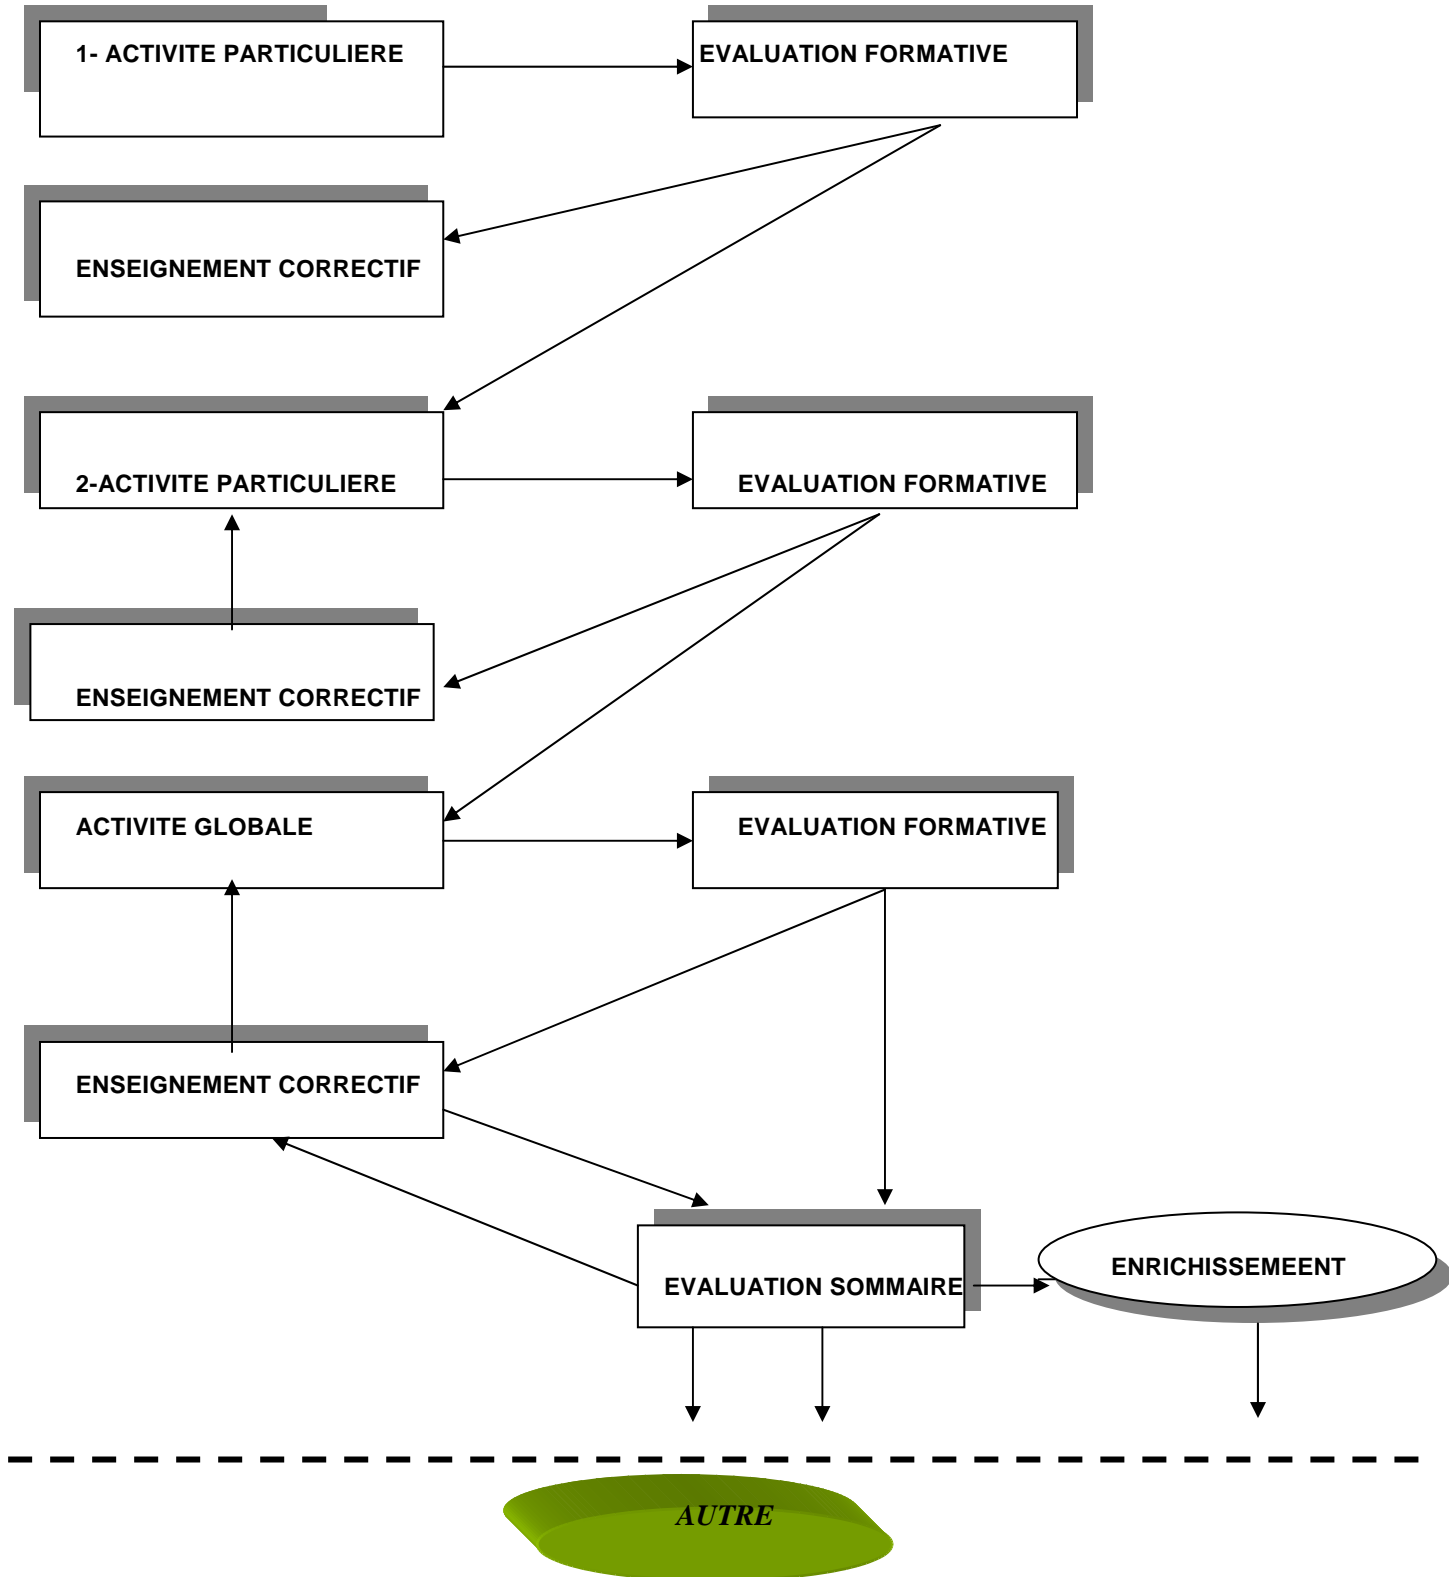 1- ACTIVITE PARTICULIERE
EVALUATION FORMATIVE
ENSEIGNEMENT CORRECTIF
2-ACTIVITE PARTICULIERE
EVALUATION FORMATIVE
ENSEIGNEMENT CORRECTIF
ACTIVITE GLOBALE
EVALUATION FORMATIVE
ENSEIGNEMENT CORRECTIF
EVALUATION SOMMAIRE
ENRICHISSEMEENT
AUTRE